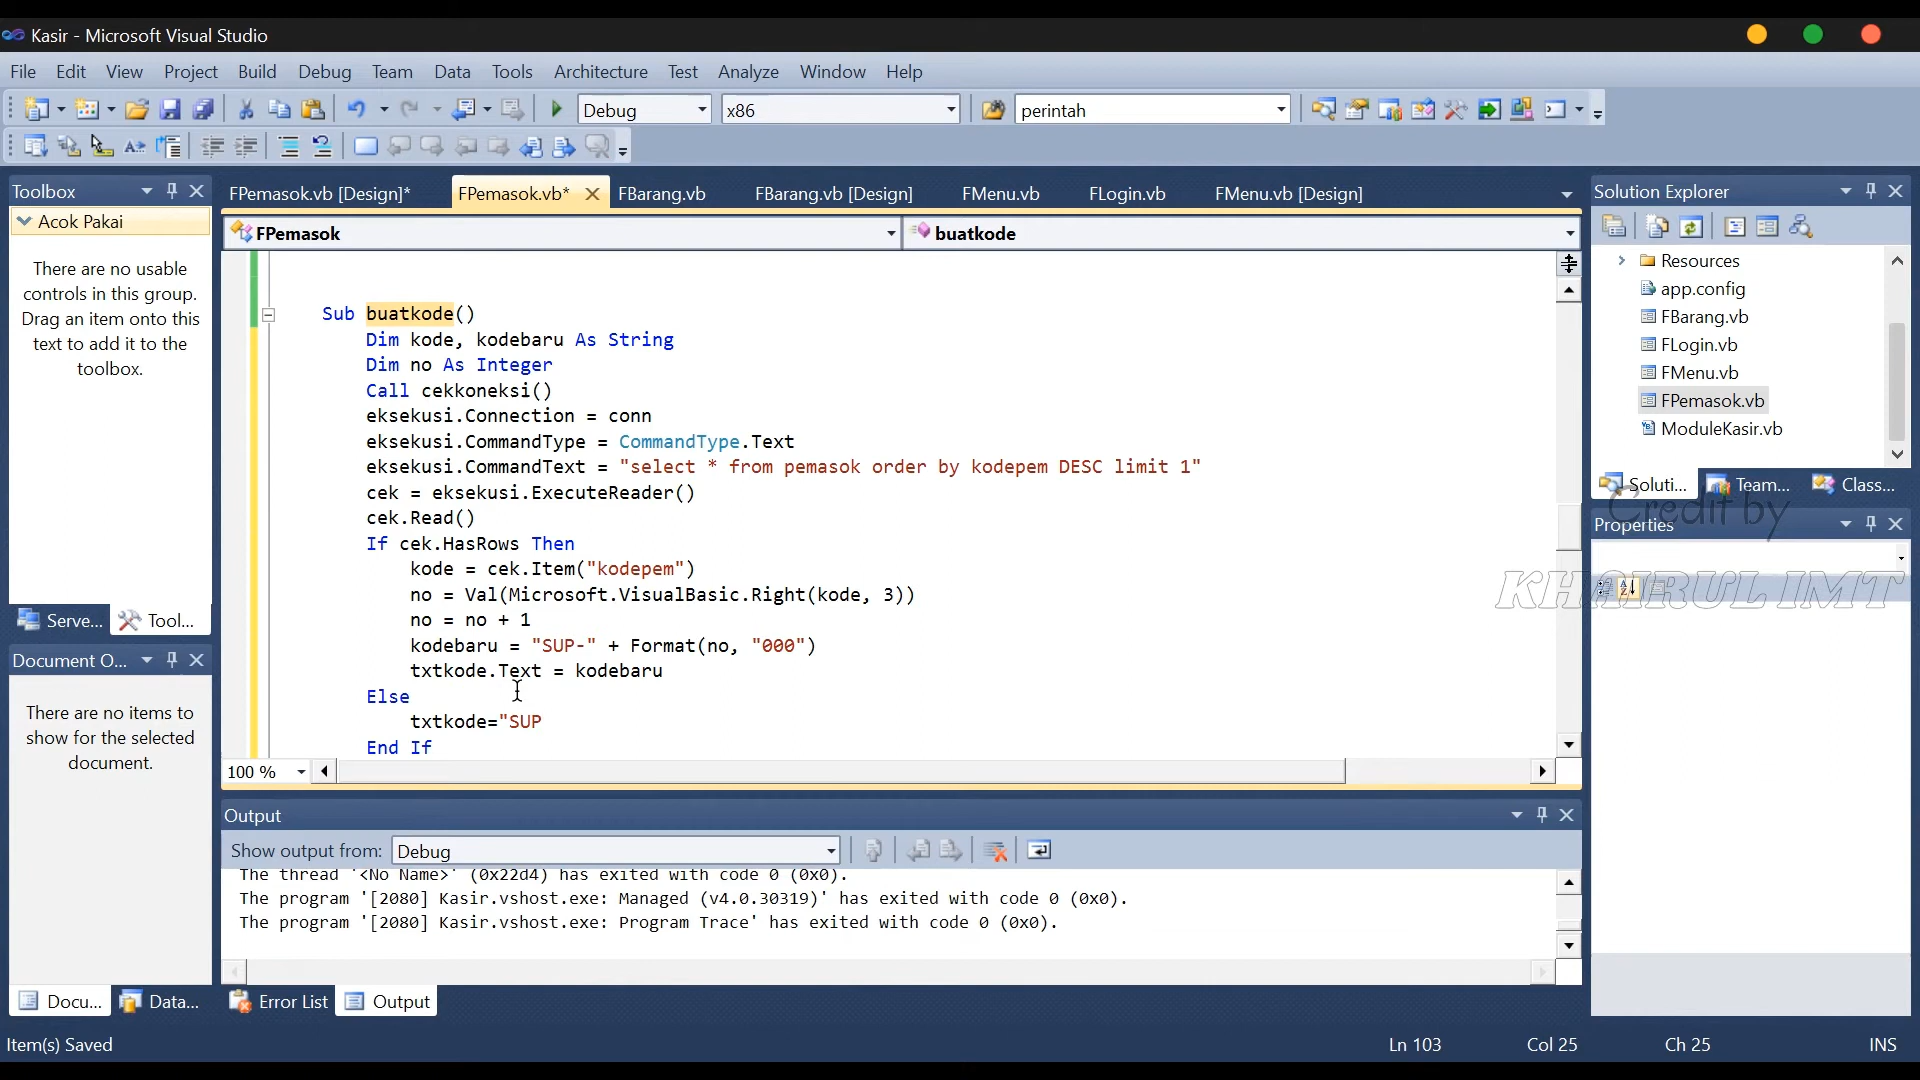 Kasir - Microsoft Visual Studio
File Edit View Project Build Debug Team Data Tools Architecture Test Analyze Window Help
Debug x86 perintah
Toolbox
Acok Pakai
There are no usable
controls in this group.
Drag an item onto this
text to add it to the
toolbox.
Serve... Tool...
Document O...
There are no items to
show for the selected
document.
Docu... Data...
FPemasok.vb [Design]* FPemasok.vb* FBarang.vb FBarang.vb [Design] FMenu.vb FLogin.vb FMenu.vb [Design]
FPemasok buatkode
Sub buatkode()
Dim kode, kodebaru As String
Dim no As Integer
Call cekkoneksi()
eksekusi.Connection = conn
eksekusi.CommandType = CommandType.Text
eksekusi.CommandText = "select * from pemasok order by kodepem DESC limit 1"
cek = eksekusi.ExecuteReader()
cek.Read()
If cek.HasRows Then
kode = cek.Item("kodepem")
no = Val(Microsoft.VisualBasic.Right(kode, 3))
no = no + 1
kodebaru = "SUP-" + Format(no, "000")
txtkode.Text = kodebaru
Else
txtkode="SUP
End If
100 %
Output
Show output from: Debug
The thread '<No Name>' (0x22d4) has exited with code 0 (0x0).
The program '[2080] Kasir.vshost.exe: Managed (v4.0.30319)' has exited with code 0 (0x0).
The program '[2080] Kasir.vshost.exe: Program Trace' has exited with code 0 (0x0).
Error List Output
Solution Explorer
Resources
app.config
FBarang.vb
FLogin.vb
FMenu.vb
FPemasok.vb
ModuleKasir.vb
Soluti... Team... Class...
Credit by
Properties
KHAIRUL IMT
Item(s) Saved Ln 103 Col 25 Ch 25 INS